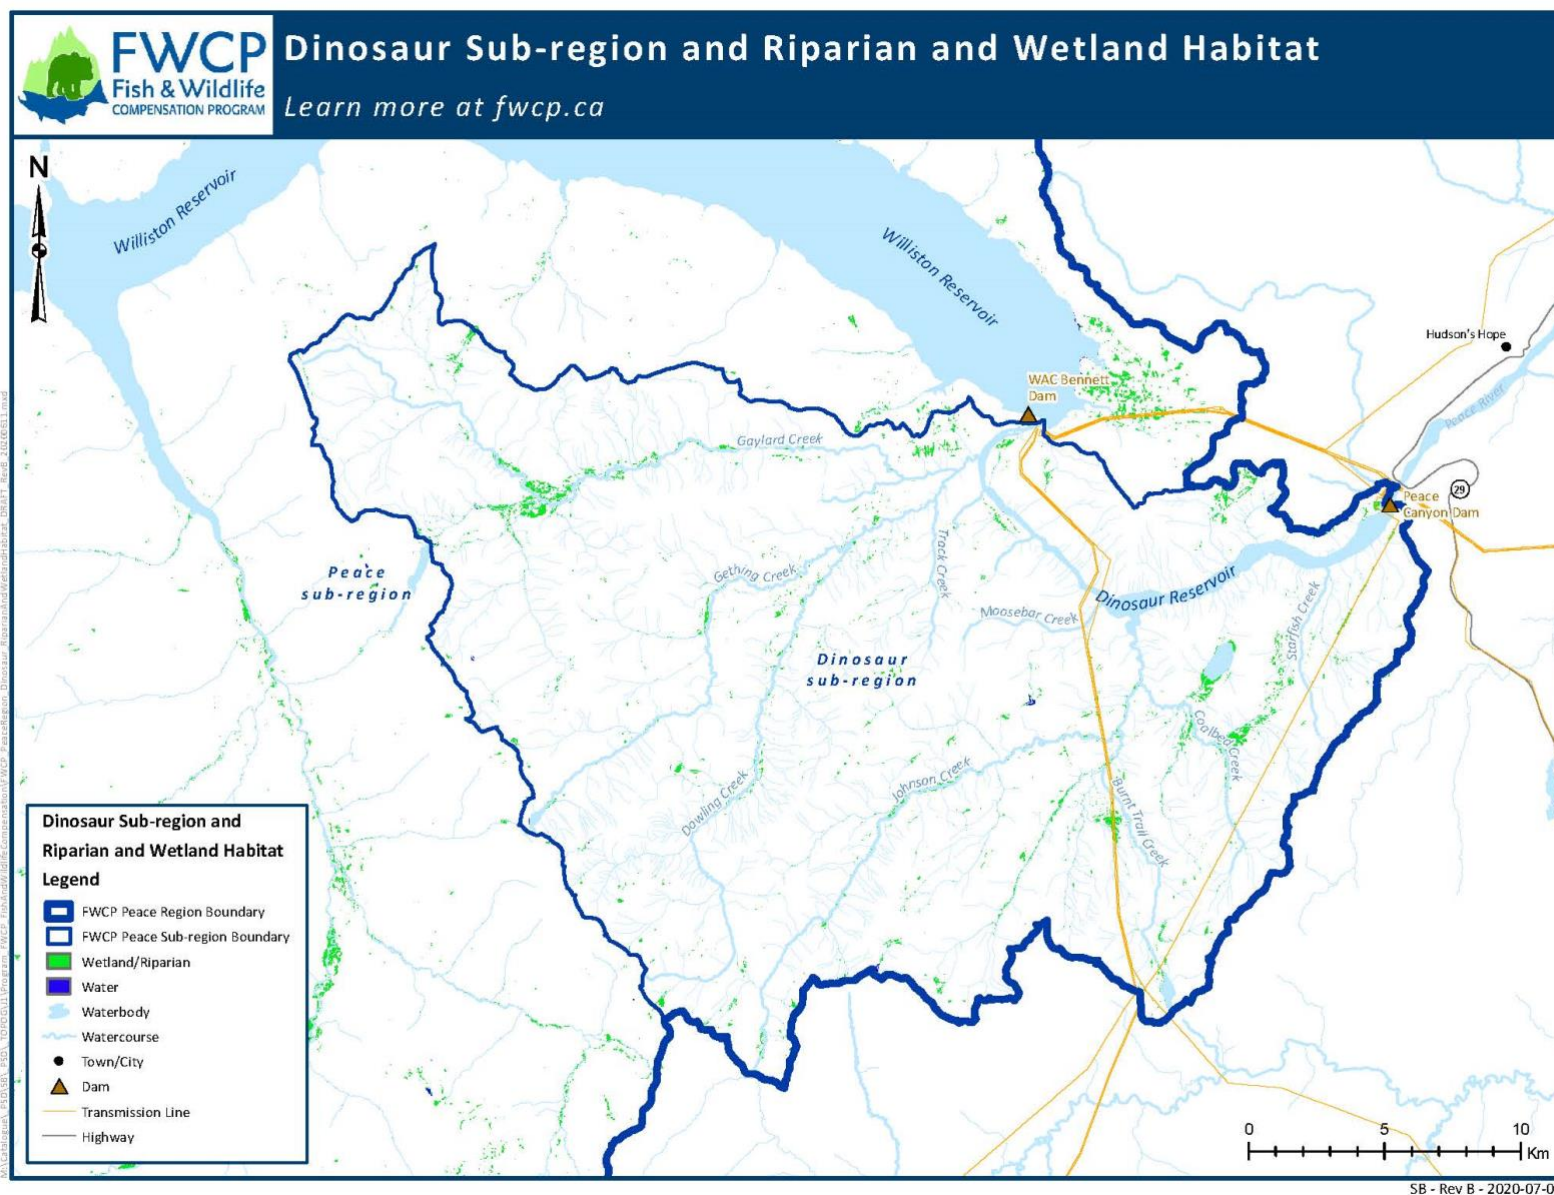 FWCP
Fish & Wildlife
COMPENSATION PROGRAM
Dinosaur Sub-region and Riparian and Wetland Habitat
Learn more at fwcp.ca
N
Williston Reservoir
Williston Reservoir
Hudson's Hope
WAC Bennett
Dam
Peace River
Gaylard Creek
29
Peace
Canyon Dam
Track Creek
Peace
sub-region
Gething Creek
Dinosaur Reservoir
Moosebar Creek
Starfish Creek
Dinosaur
sub-region
Coalbed Creek
Johnson Creek
Dowling Creek
Burnt Trail Creek
Dinosaur Sub-region and
Riparian and Wetland Habitat
Legend
FWCP Peace Region Boundary
FWCP Peace Sub-region Boundary
Wetland/Riparian
Water
Waterbody
Watercourse
Town/City
Dam
Transmission Line
Highway
0 5 10
Km
SB - Rev B - 2020-07-0